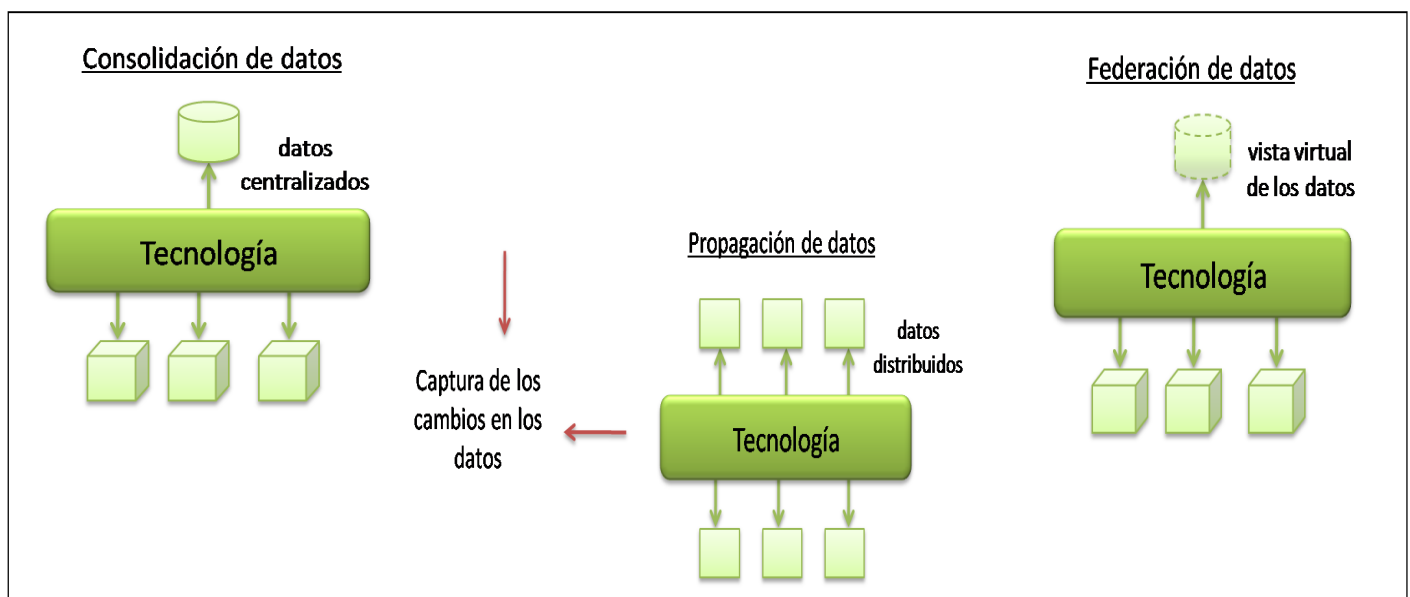 Consolidación de datos
datos
centralizados
Tecnología
Captura de los
cambios en los
datos
Propagación de datos
datos
distribuidos
Tecnología
Federación de datos
vista virtual
de los datos
Tecnología